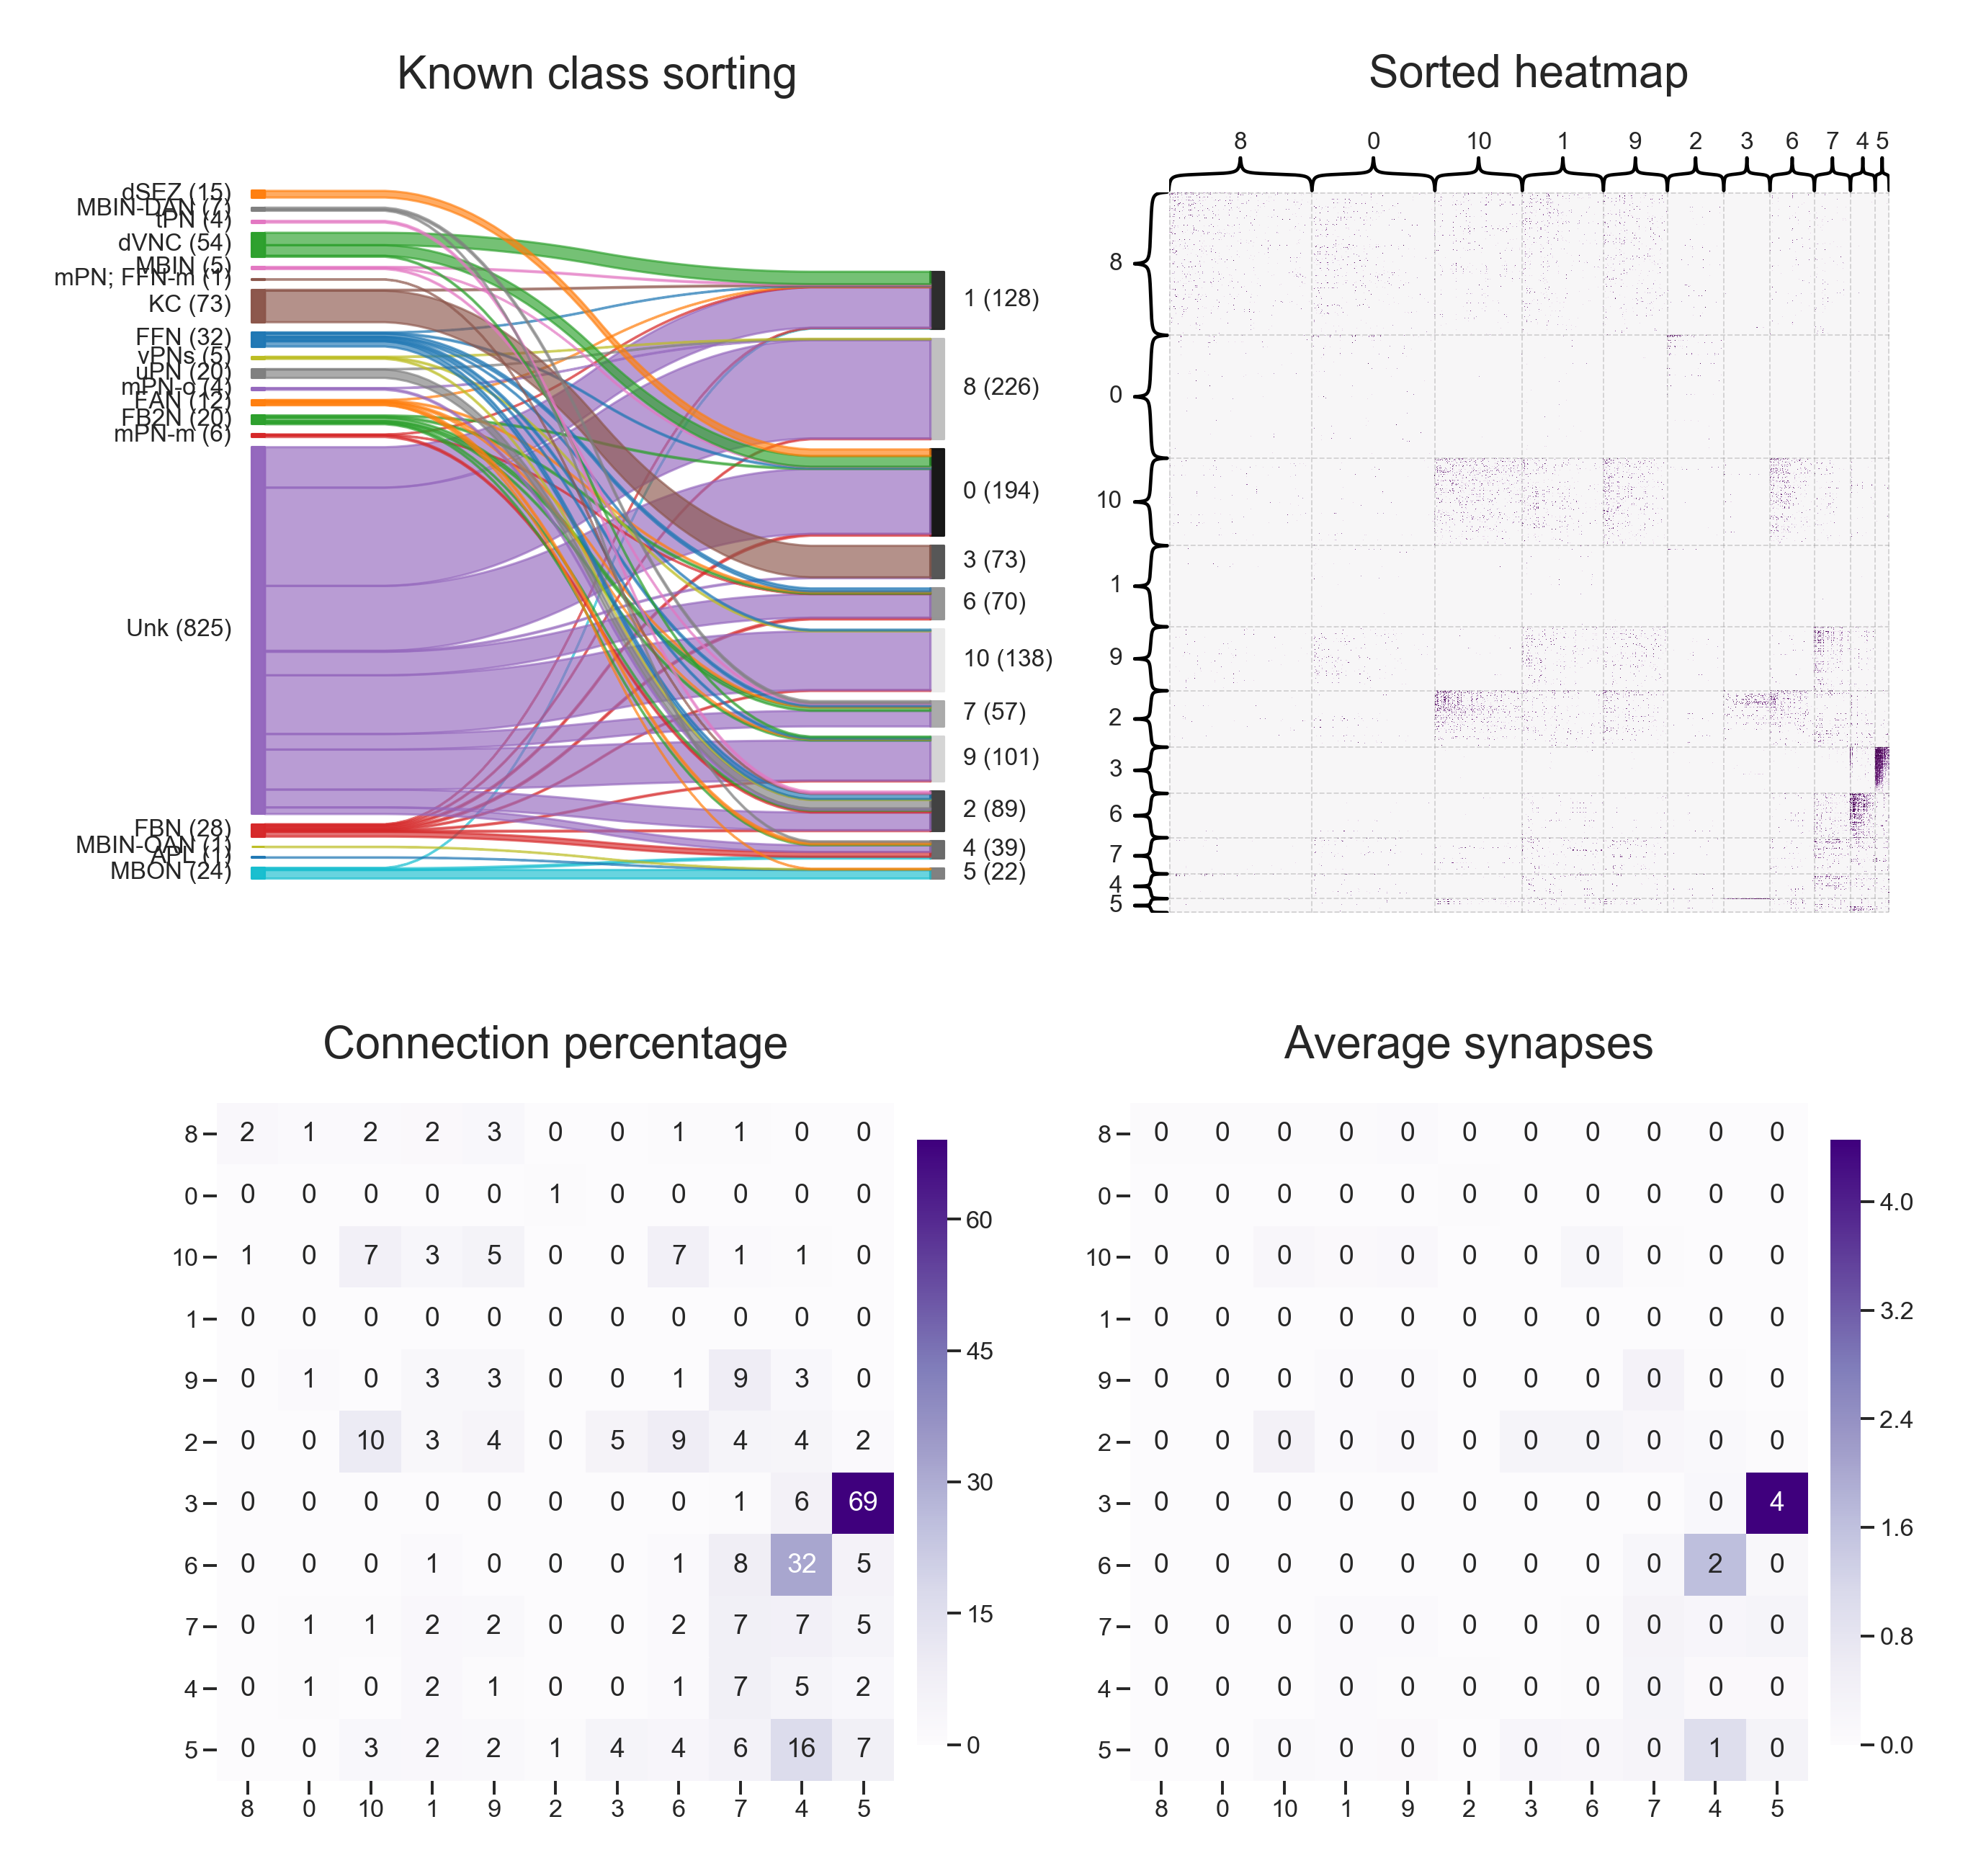 Known class sorting
dSEZ (15)
MBIN-DAN (7)
tPN (4)
dVNC (54)
MBIN (5)
mPN; FFN-m (1)
KC (73)
FFN (32)
vPNs (5)
uPN (20)
mPN-o (4)
FAN (12)
FB2N (20)
mPN-m (6)
Unk (825)
FBN (28)
MBIN-OAN (1)
APL (1)
MBON (24)
1 (128)
8 (226)
0 (194)
3 (73)
6 (70)
10 (138)
7 (57)
9 (101)
2 (89)
4 (39)
5 (22)
Sorted heatmap
8 0 10 1 9 2 3 6 7 4 5
8
0
10
1
9
2
3
6
7
4
5
Connection percentage
8 2 1 2 2 3 0 0 1 1 0 0
0 0 0 0 0 0 1 0 0 0 0 0
10 1 0 7 3 5 0 0 7 1 1 0
1 0 0 0 0 0 0 0 0 0 0 0
9 0 1 0 3 3 0 0 1 9 3 0
2 0 0 10 3 4 0 5 9 4 4 2
3 0 0 0 0 0 0 0 0 1 6 69
6 0 0 0 1 0 0 0 1 8 32 5
7 0 1 1 2 2 0 0 2 7 7 5
4 0 1 0 2 1 0 0 1 7 5 2
5 0 0 3 2 2 1 4 4 6 16 7
8 0 10 1 9 2 3 6 7 4 5
60
45
30
15
0
Average synapses
8 0 0 0 0 0 0 0 0 0 0 0
0 0 0 0 0 0 0 0 0 0 0 0
10 0 0 0 0 0 0 0 0 0 0 0
1 0 0 0 0 0 0 0 0 0 0 0
9 0 0 0 0 0 0 0 0 0 0 0
2 0 0 0 0 0 0 0 0 0 0 0
3 0 0 0 0 0 0 0 0 0 0 4
6 0 0 0 0 0 0 0 0 0 2 0
7 0 0 0 0 0 0 0 0 0 0 0
4 0 0 0 0 0 0 0 0 0 0 0
5 0 0 0 0 0 0 0 0 0 1 0
8 0 10 1 9 2 3 6 7 4 5
4.0
3.2
2.4
1.6
0.8
0.0